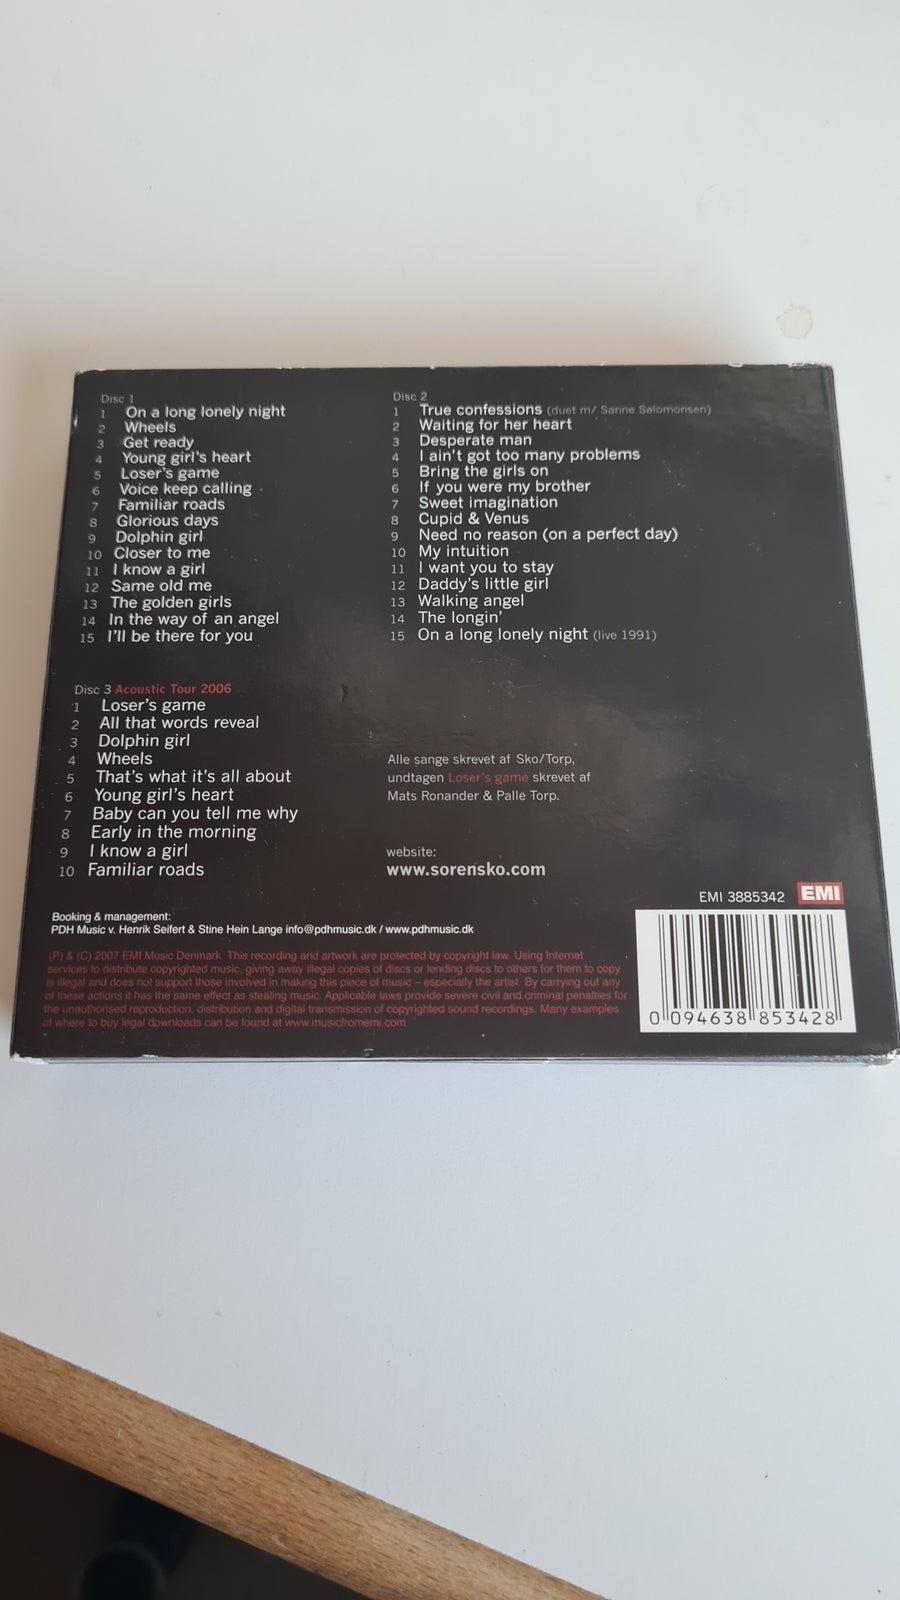 Disc 1
1 On a long lonely night
2 Wheels
3 Get ready
4 Young girl's heart
5 Loser's game
6 Voice keep calling
7 Familiar roads
8 Glorious days
9 Dolphin girl
10 Closer to me
11 I know a girl
12 Same old me
13 The golden girls
14 In the way of an angel
15 I'll be there for you
Disc 2
1 True confessions (duet m/ Sanne Salomonsen)
2 Waiting for her heart
3 Desperate man
4 I ain't got too many problems
5 Bring the girls on
6 If you were my brother
7 Sweet imagination
8 Cupid & Venus
9 Need no reason (on a perfect day)
10 My intuition
11 I want you to stay
12 Daddy's little girl
13 Walking angel
14 The longin'
15 On a long lonely night (live 1991)
Disc 3 Acoustic Tour 2006
1 Loser's game
2 All that words reveal
3 Dolphin girl
4 Wheels
5 That's what it's all about
6 Young girl's heart
7 Baby can you tell me why
8 Early in the morning
9 I know a girl
10 Familiar roads
Alle sange skrevet af Sko/Torp,
undtagen Loser's game skrevet af
Mats Ronander & Palle Torp.
website:
www.sorensko.com
EMI 3885342 EMI
Booking & management:
PDH Music v. Henrik Seifert & Stine Hein Lange info@pdhmusic.dk / www.pdhmusic.dk
(P) & (C) 2007 EMI Music Denmark. This recording and artwork are protected by copyright law. Using Internet
services to distribute copyrighted music, giving away illegal copies of discs or lending discs to others for them to copy
is illegal and does not support those involved in making this piece of music – especially the artist. By carrying out any
of these actions it has the same effect as stealing music. Applicable laws provide severe civil and criminal penalties for
the unauthorised reproduction, distribution and digital transmission of copyrighted sound recordings. Many examples
of where to buy legal downloads can be found at www.musicfromemi.com
0 094638 853428